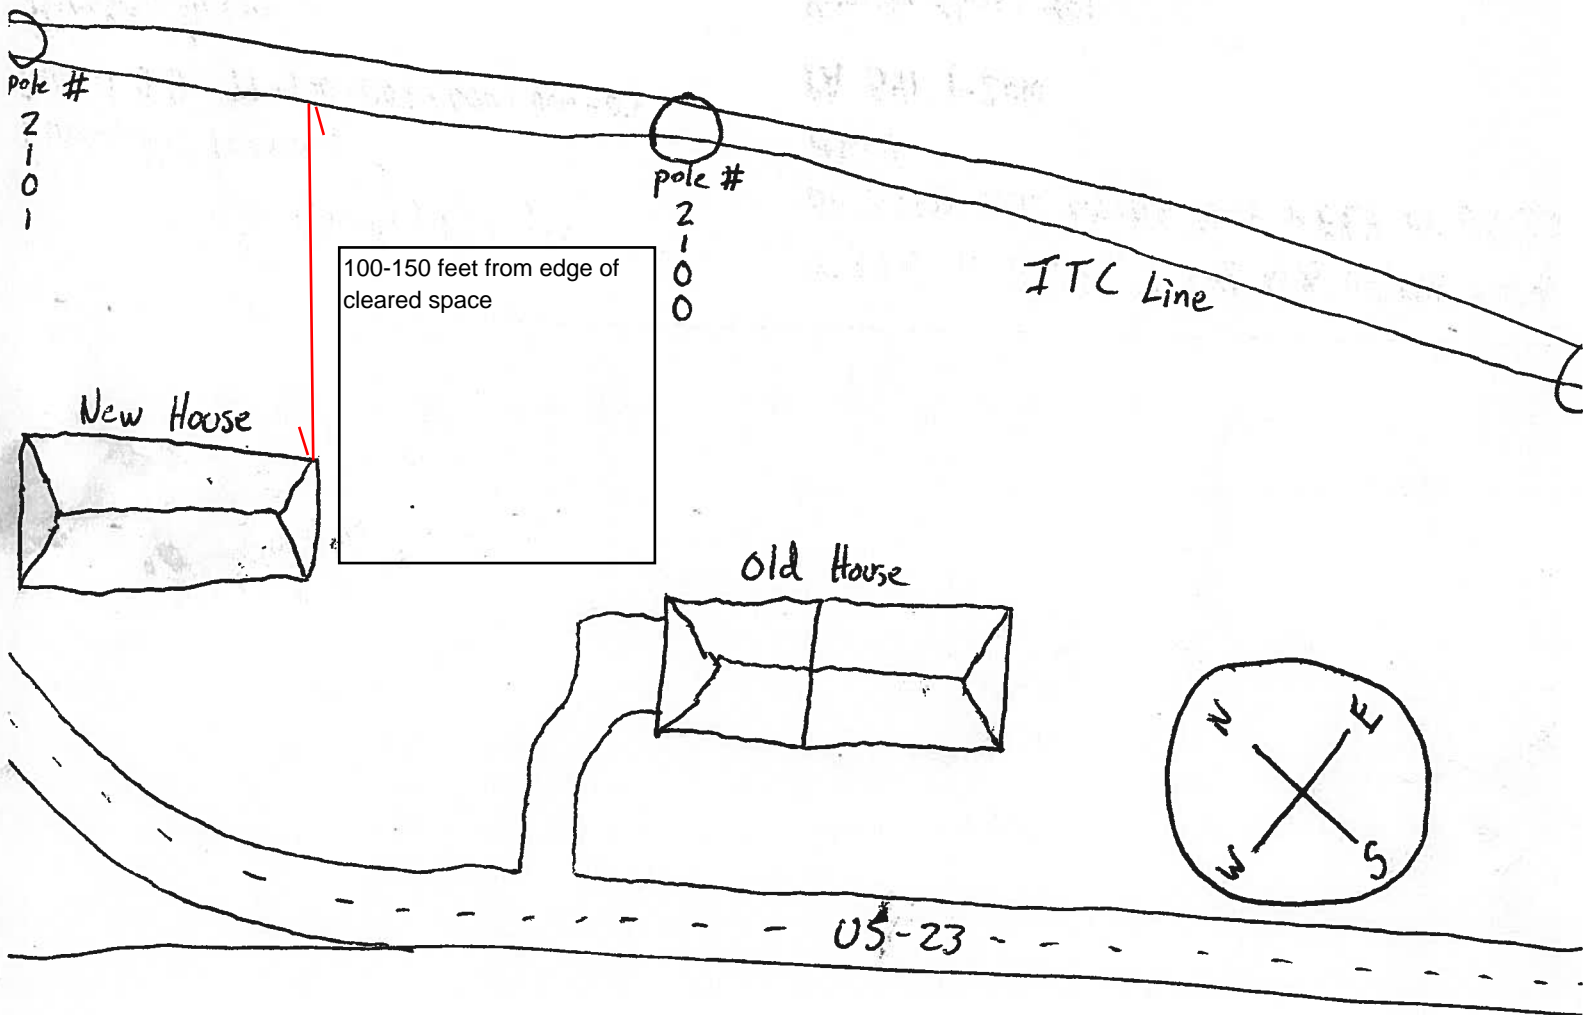 pole #
2
1
0
1
pole #
2
1
0
0
ITC Line
100-150 feet from edge of
cleared space
New House
Old House
N
E
W
S
US-23